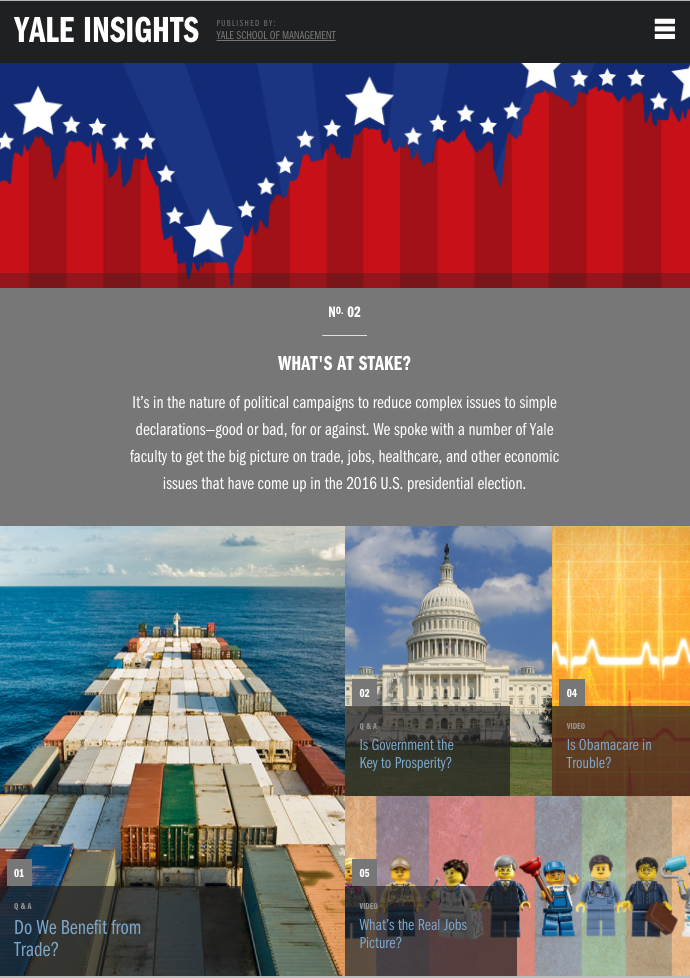 YALE INSIGHTS
PUBLISHED BY:
YALE SCHOOL OF MANAGEMENT
Nº. 02
WHAT'S AT STAKE?
It's in the nature of political campaigns to reduce complex issues to simple
declarations—good or bad, for or against. We spoke with a number of Yale
faculty to get the big picture on trade, jobs, healthcare, and other economic
issues that have come up in the 2016 U.S. presidential election.
01
Q & A
Do We Benefit from
Trade?
02
Q & A
Is Government the
Key to Prosperity?
04
VIDEO
Is Obamacare in
Trouble?
05
VIDEO
What's the Real Jobs
Picture?